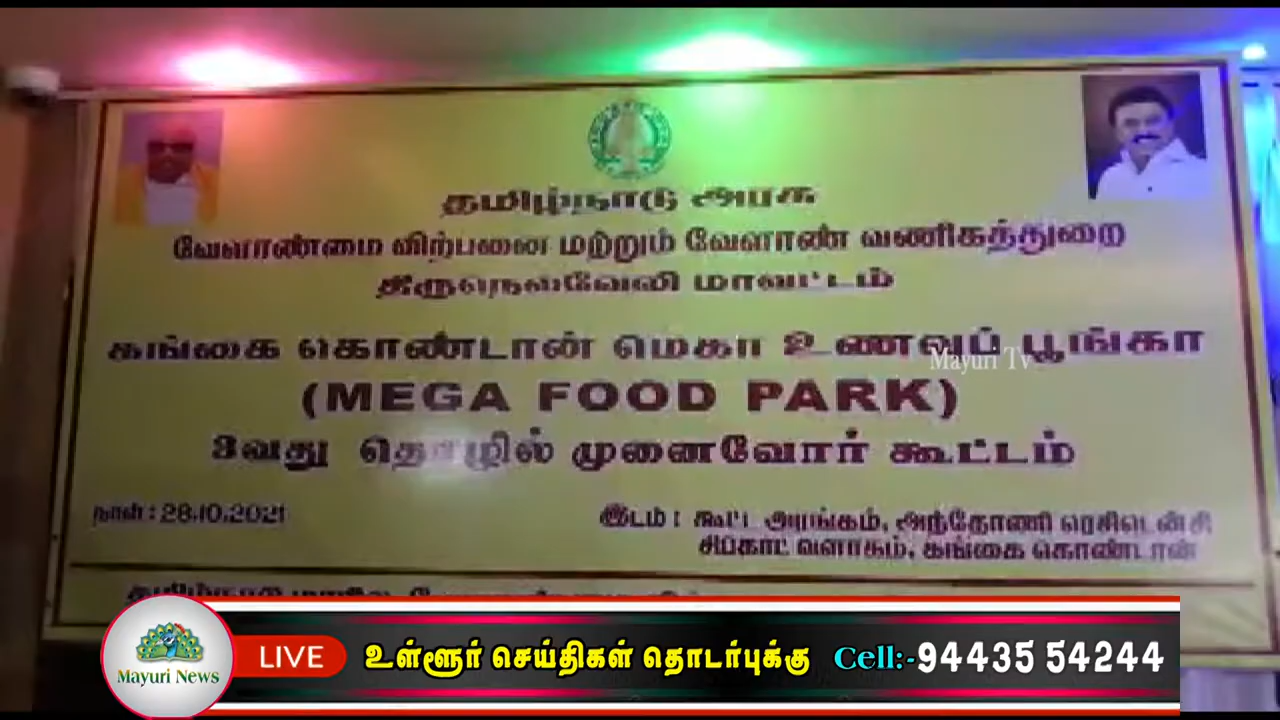 தமிழ்நாடு அரசு
வேளாண்மை விற்பனை மற்றும் வேளாண் வணிகத்துறை
திருநெல்வேலி மாவட்டம்
கங்கை கொண்டான் மெகா உணவுப் பூங்கா
Mayuri Tv
(MEGA FOOD PARK)
3வது தொழில் முனைவோர் கூட்டம்
நாள் : 28.10.2021
இடம் : கூட்ட அரங்கம், அந்தோணி ரெசிடென்சி
சிப்காட் வளாகம், கங்கை கொண்டான்
Mayuri News
LIVE உள்ளூர் செய்திகள் தொடர்புக்கு Cell:-94435 54244